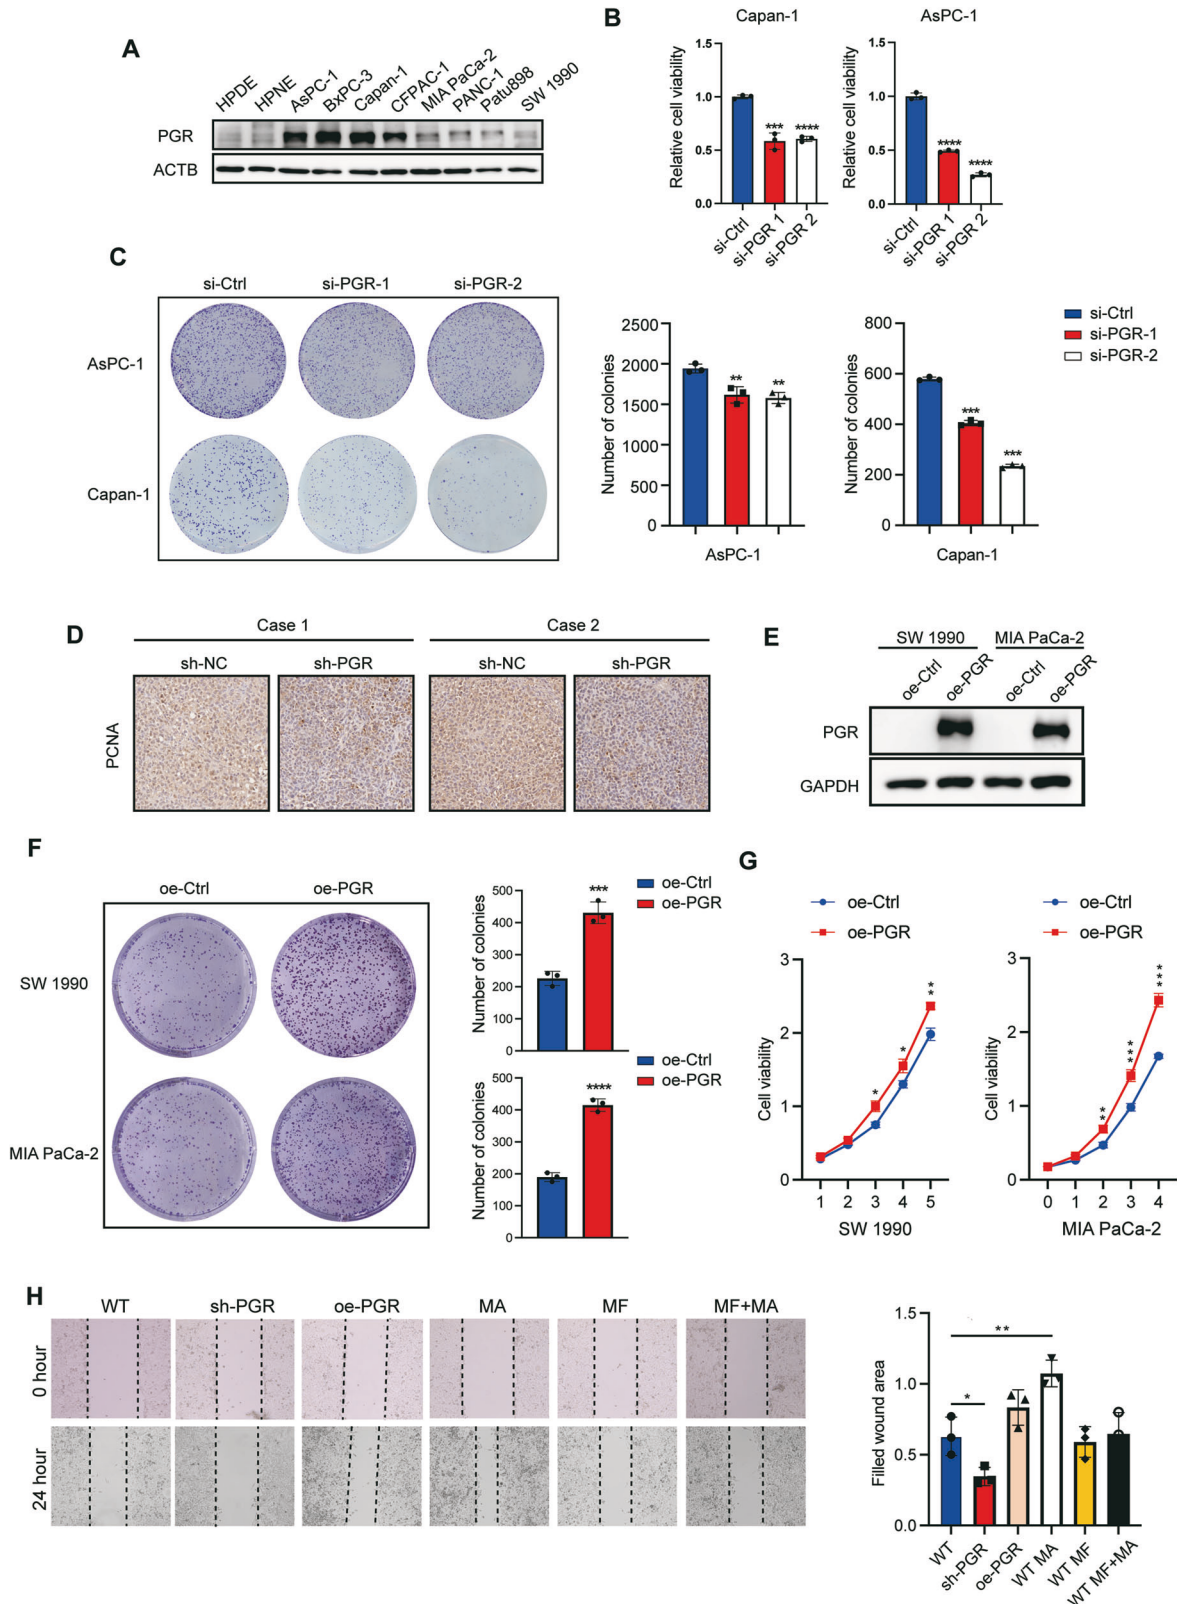 A
HPDE
HPNE
AsPC-1
BxPC-3
Capan-1
CFPAC-1
MIA PaCa-2
PANC-1
Patu898
SW 1990
PGR
ACTB
B
Capan-1
Relative cell viability
1.5
1.0
0.5
0.0
***
****
si-Ctrl
si-PGR 1
si-PGR 2
AsPC-1
Relative cell viability
1.5
1.0
0.5
0.0
****
****
si-Ctrl
si-PGR 1
si-PGR 2
C
si-Ctrl
si-PGR-1
si-PGR-2
AsPC-1
Capan-1
Number of colonies
2500
2000
1500
1000
500
0
**
**
AsPC-1
Number of colonies
800
600
400
200
0
***
***
Capan-1
si-Ctrl
si-PGR-1
si-PGR-2
D
Case 1
Case 2
sh-NC
sh-PGR
sh-NC
sh-PGR
PCNA
E
SW 1990
MIA PaCa-2
oe-Ctrl
oe-PGR
oe-Ctrl
oe-PGR
PGR
GAPDH
F
oe-Ctrl
oe-PGR
SW 1990
MIA PaCa-2
Number of colonies
500
400
300
200
100
0
***
oe-Ctrl
oe-PGR
Number of colonies
500
400
300
200
100
0
****
oe-Ctrl
oe-PGR
G
oe-Ctrl
oe-PGR
Cell viability
3
2
1
0
*
*
**
1 2 3 4 5
SW 1990
oe-Ctrl
oe-PGR
Cell viability
3
2
1
0
**
***
***
0 1 2 3 4
MIA PaCa-2
H
WT
sh-PGR
oe-PGR
MA
MF
MF+MA
0 hour
24 hour
Filled wound area
1.5
1.0
0.5
0.0
**
*
WT
sh-PGR
oe-PGR
WT MA
WT MF
WT MF+MA